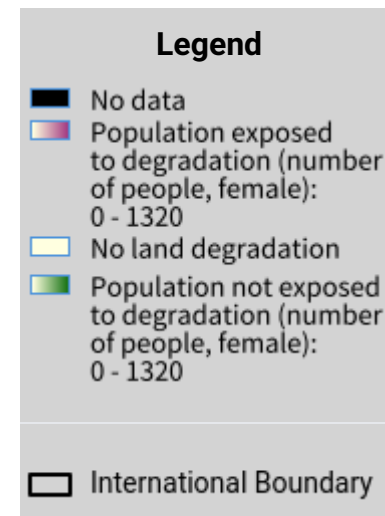 Legend
No data
Population exposed
to degradation (number
of people, female):
0 - 1320
No land degradation
Population not exposed
to degradation (number
of people, female):
0 - 1320
International Boundary